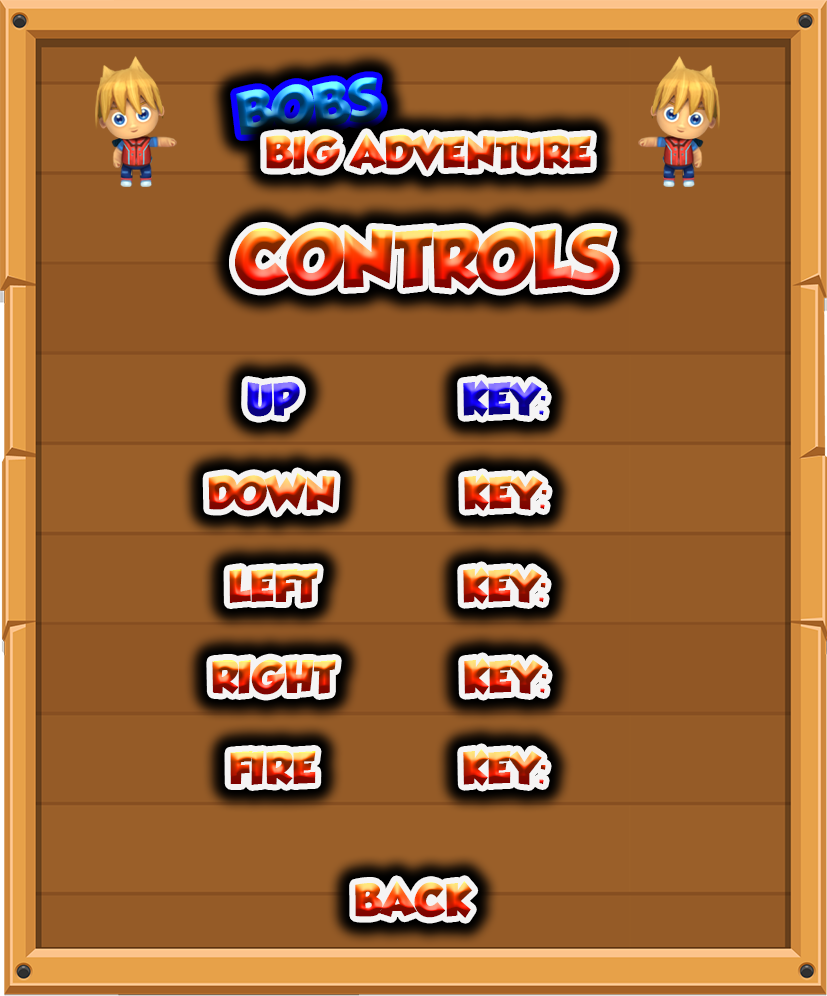 BOBS
BIG ADVENTURE
CONTROLS
UP KEY:
DOWN KEY:
LEFT KEY:
RIGHT KEY:
FIRE KEY:
BACK